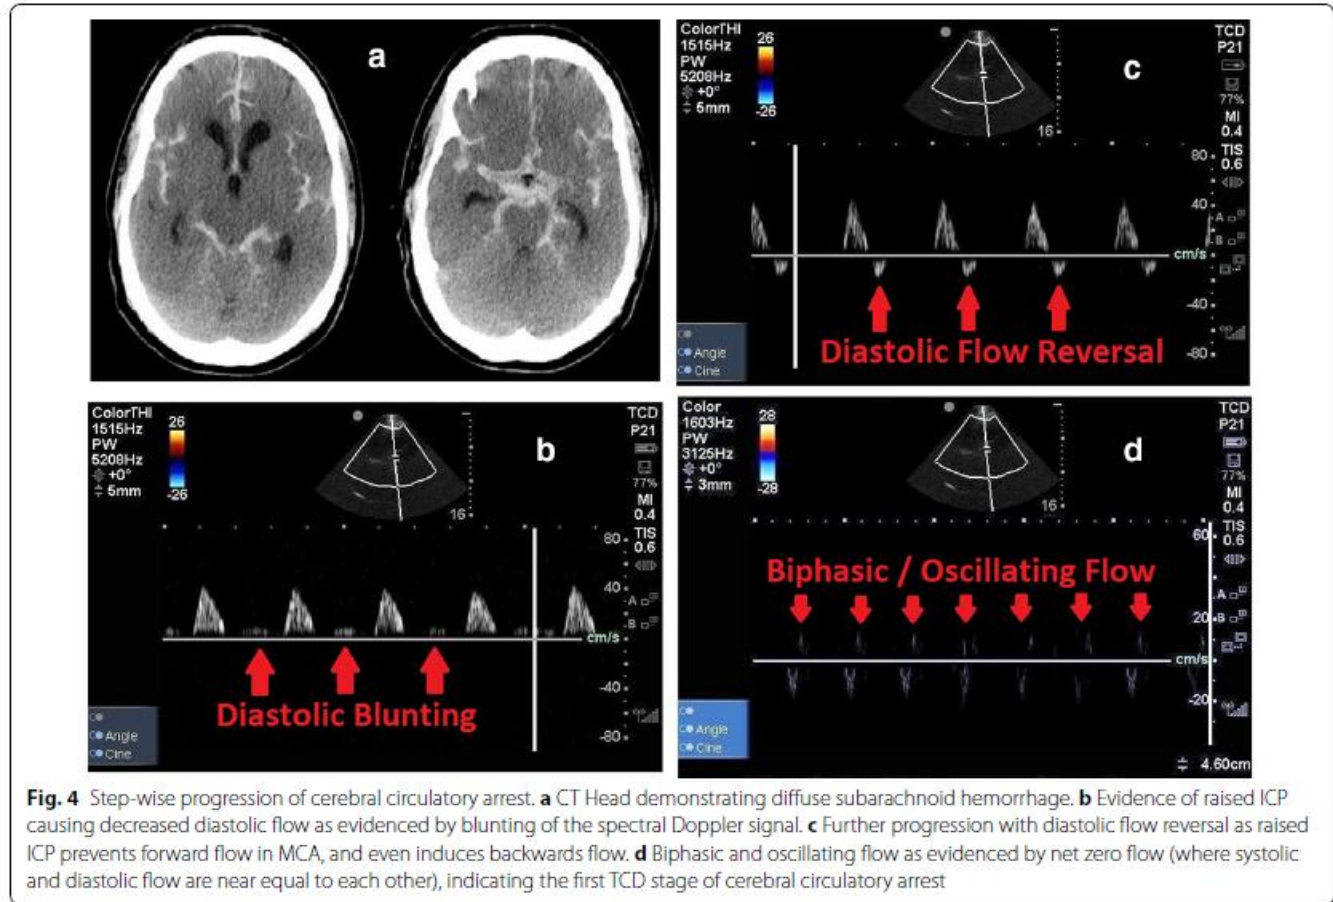 a
ColorTHI
1515Hz
PW
5208Hz
+0°
5mm
26
-26
16
c
TCD
P21
77%
MI
0.4
TIS
0.6
80
40
A
B
cm/s
-40
-80
Angle
Cine
Diastolic Flow Reversal
ColorTHI
1515Hz
PW
5208Hz
+0°
5mm
26
-26
16
b
TCD
P21
77%
MI
0.4
TIS
0.6
80
40
A
B
cm/s
-40
-80
Angle
Cine
Diastolic Blunting
Color
1603Hz
PW
3125Hz
+0°
3mm
28
-28
16
d
TCD
P21
77%
MI
0.4
TIS
0.6
60
Biphasic / Oscillating Flow
A
B
20
cm/s
-20
Angle
Cine
4.60cm
Fig. 4 Step-wise progression of cerebral circulatory arrest. a CT Head demonstrating diffuse subarachnoid hemorrhage. b Evidence of raised ICP
causing decreased diastolic flow as evidenced by blunting of the spectral Doppler signal. c Further progression with diastolic flow reversal as raised
ICP prevents forward flow in MCA, and even induces backwards flow. d Biphasic and oscillating flow as evidenced by net zero flow (where systolic
and diastolic flow are near equal to each other), indicating the first TCD stage of cerebral circulatory arrest